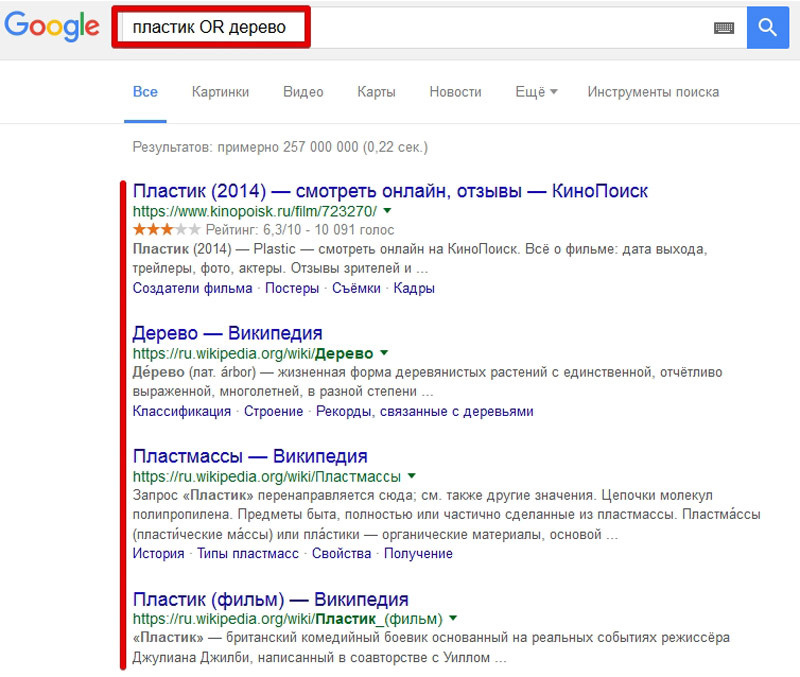 Google
пластик OR дерево
Все Картинки Видео Карты Новости Ещё Инструменты поиска
Результатов: примерно 257 000 000 (0,22 сек.)
Пластик (2014) — смотреть онлайн, отзывы — КиноПоиск
https://www.kinopoisk.ru/film/723270/
Рейтинг: 6,3/10 - 10 091 голос
Пластик (2014) — Plastic — смотреть онлайн на КиноПоиск. Всё о фильме: дата выхода,
трейлеры, фото, актеры. Отзывы зрителей и ...
Создатели фильма · Постеры · Съёмки · Кадры
Дерево — Википедия
https://ru.wikipedia.org/wiki/Дерево
Де́рево (лат. árbor) — жизненная форма деревянистых растений с единственной, отчётливо
выраженной, многолетней, в разной степени ...
Классификация · Строение · Рекорды, связанные с деревьями
Пластмассы — Википедия
https://ru.wikipedia.org/wiki/Пластмассы
Запрос «Пластик» перенаправляется сюда; см. также другие значения. Цепочки молекул
полипропилена. Предметы быта, полностью или частично сделанные из пластмассы. Пластма́ссы
(пласти́ческие ма́ссы) или пла́стики — органические материалы, основой ...
История · Типы пластмасс · Свойства · Получение
Пластик (фильм) — Википедия
https://ru.wikipedia.org/wiki/Пластик_(фильм)
«Пластик» — британский комедийный боевик основанный на реальных событиях режиссёра
Джулиана Джилби, написанный в соавторстве с Уиллом ...